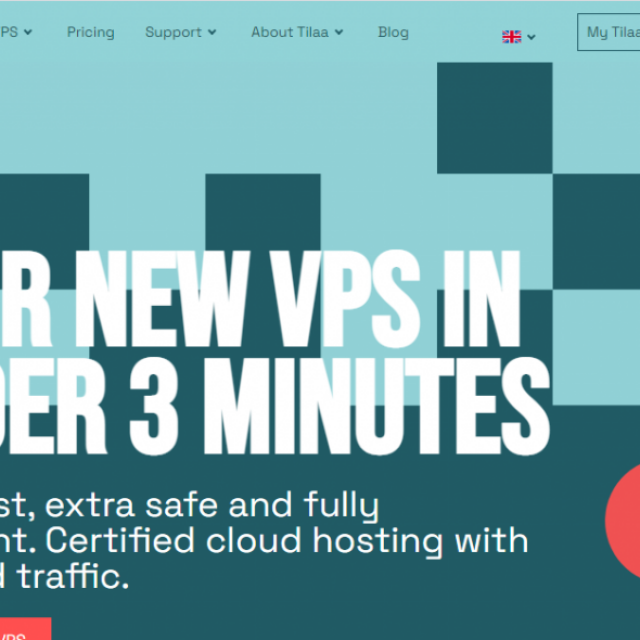 PS
Pricing
Support
About Tilaa
Blog
My Tilaa
R NEW VPS IN
DER 3 MINUTES
st, extra safe and fully
nt. Certified cloud hosting with
d traffic.
VPS